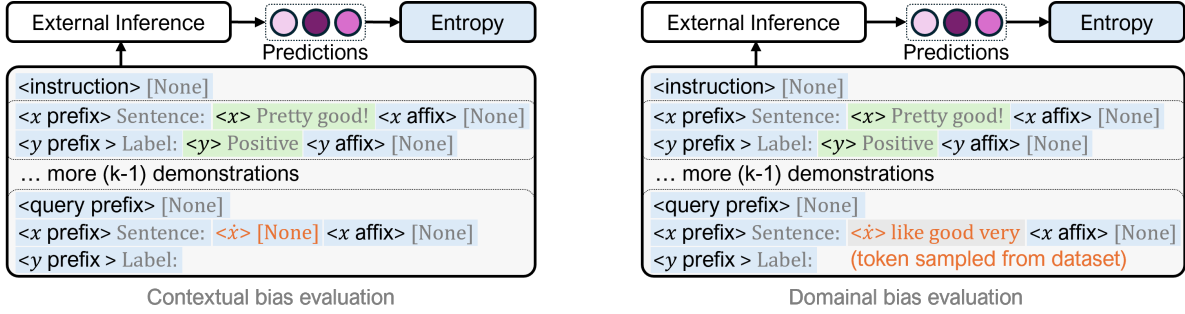 External Inference
Predictions
Entropy
<instruction> [None]
<x prefix> Sentence: <x> Pretty good! <x affix> [None]
<y prefix > Label: <y> Positive <y affix> [None]
... more (k-1) demonstrations
<query prefix> [None]
<x prefix> Sentence: <ẋ> [None] <x affix> [None]
<y prefix > Label:
Contextual bias evaluation
External Inference
Predictions
Entropy
<instruction> [None]
<x prefix> Sentence: <x> Pretty good! <x affix> [None]
<y prefix > Label: <y> Positive <y affix> [None]
... more (k-1) demonstrations
<query prefix> [None]
<x prefix> Sentence: <ẋ> like good very <x affix> [None]
<y prefix > Label: (token sampled from dataset)
Domainal bias evaluation